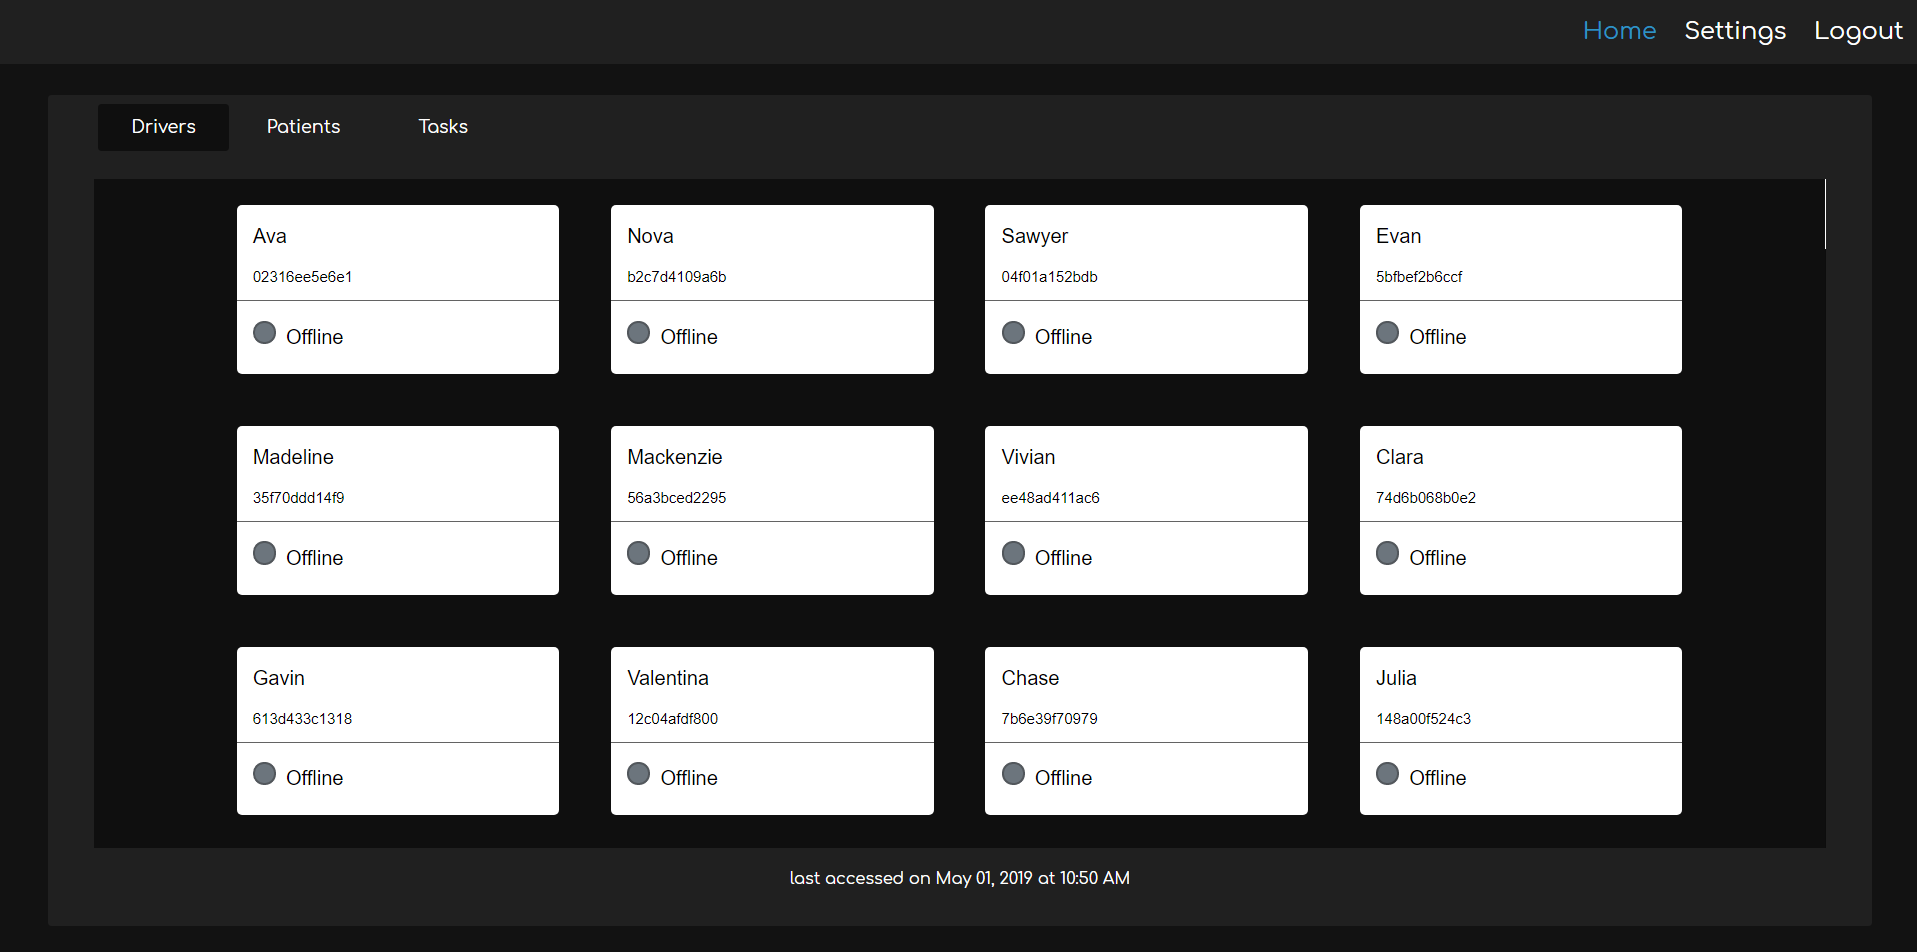 Home Settings Logout
Drivers Patients Tasks
Ava
02316ee5e6e1
Offline
Nova
b2c7d4109a6b
Offline
Sawyer
04f01a152bdb
Offline
Evan
5bfbef2b6ccf
Offline
Madeline
35f70ddd14f9
Offline
Mackenzie
56a3bced2295
Offline
Vivian
ee48ad411ac6
Offline
Clara
74d6b068b0e2
Offline
Gavin
613d433c1318
Offline
Valentina
12c04afdf800
Offline
Chase
7b6e39f70979
Offline
Julia
148a00f524c3
Offline
last accessed on May 01, 2019 at 10:50 AM